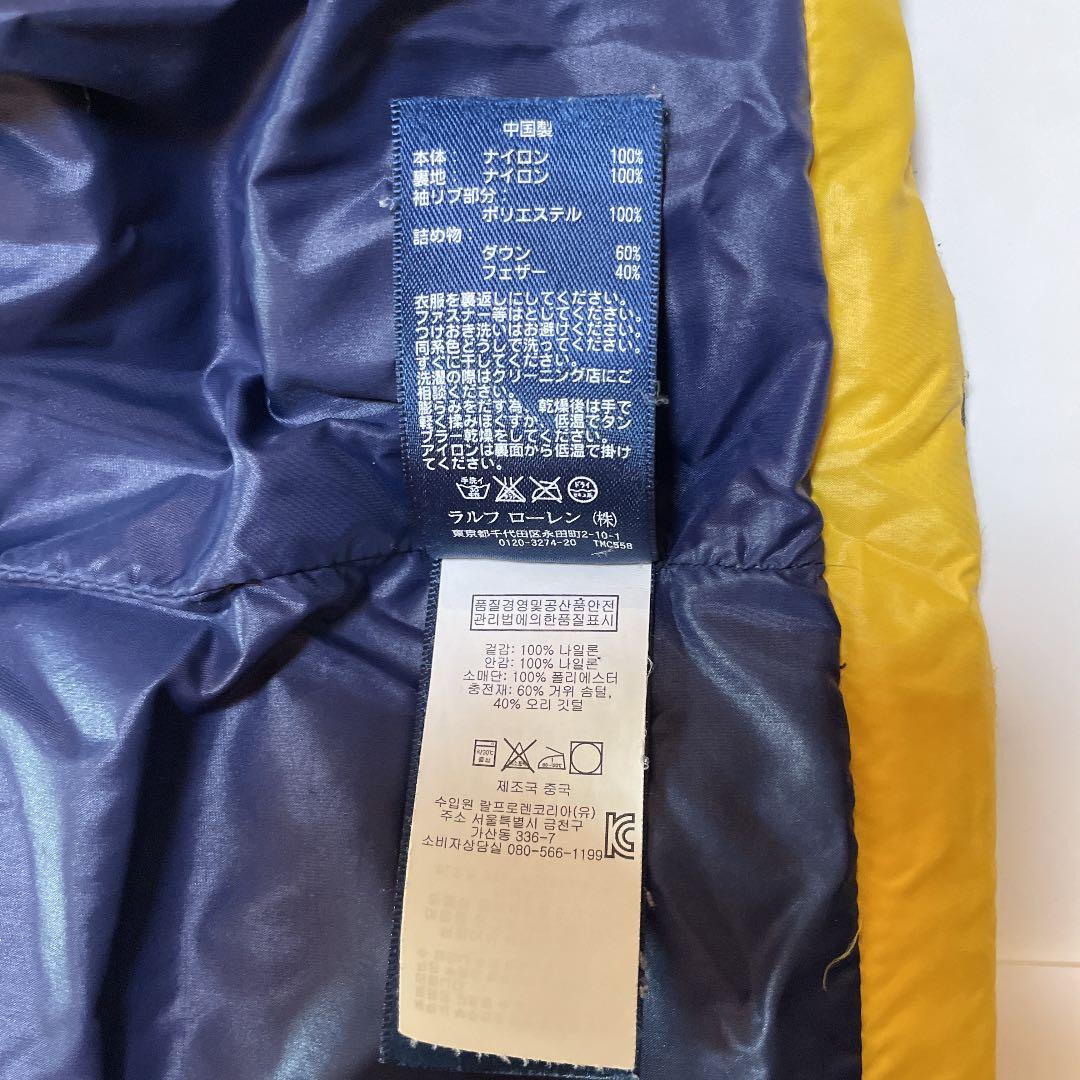 中国製
本体： ナイロン 100%
裏地 ナイロン 100%
袖リブ部分
ポリエステル 100%
詰め物：
ダウン 60%
フェザー 40%
衣服を裏返しにしてください。
ファスナー等はとしてください。
つけおき洗いはお避けください。
同系色どうしで洗ってください。
すぐに干してください。
洗濯の際はクリーニング店にご
相談ください。
膨らみをだす為、乾燥後は手で
軽く揉みほぐすか、低温でタン
ブラー乾燥をしてください。
アイロンは裏面から低温で掛け
てください。
手洗イ
ドライ
ラルフ ローレン (株)
東京都千代田区永田町2-10-1
0120-3274-20 TMC558
품질경영및공산품안전
관리법에의한품질표시
겉감: 100% 나일론
안감: 100% 나일론
소매단: 100% 폴리에스터
충전재: 60% 거위 솜털,
40% 오리 깃털
제조국 중국
수입원 랄프로렌코리아(유)
주소 서울특별시 금천구
가산동 336-7
소비자상담실 080-566-1199